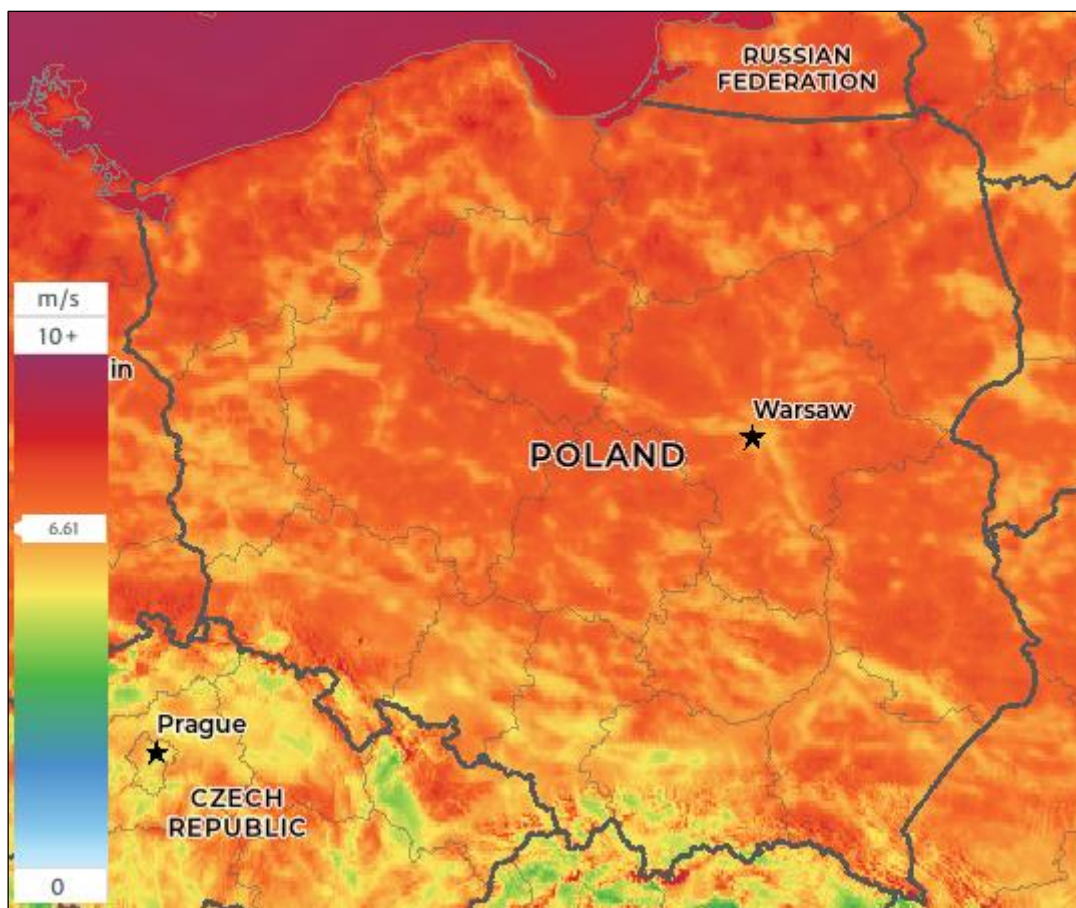 RUSSIAN
FEDERATION
m/s
10+
in
Warsaw
POLAND
6.61
Prague
CZECH
REPUBLIC
0